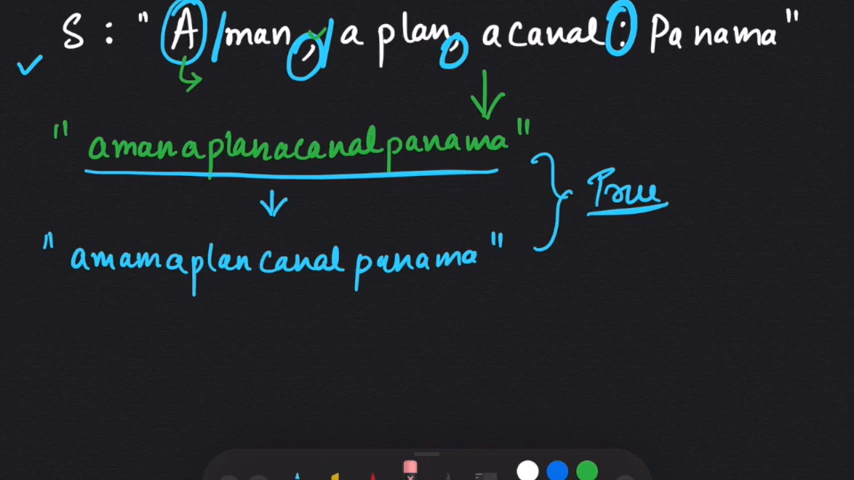 S : " A man , a plan , a canal : Panama"
"amanaplanacanalpanama"
True
"amamaplancanalpanama"